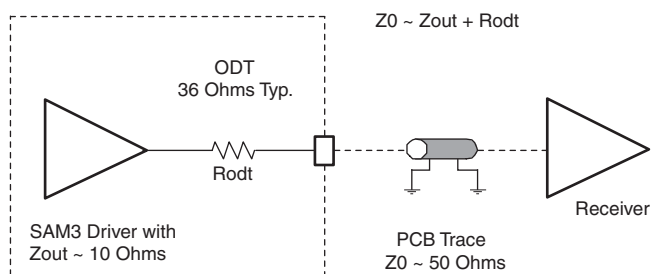 Z0 ~ Zout + Rodt
ODT
36 Ohms Typ.
Rodt
Receiver
SAM3 Driver with
Zout ~ 10 Ohms
PCB Trace
Z0 ~ 50 Ohms